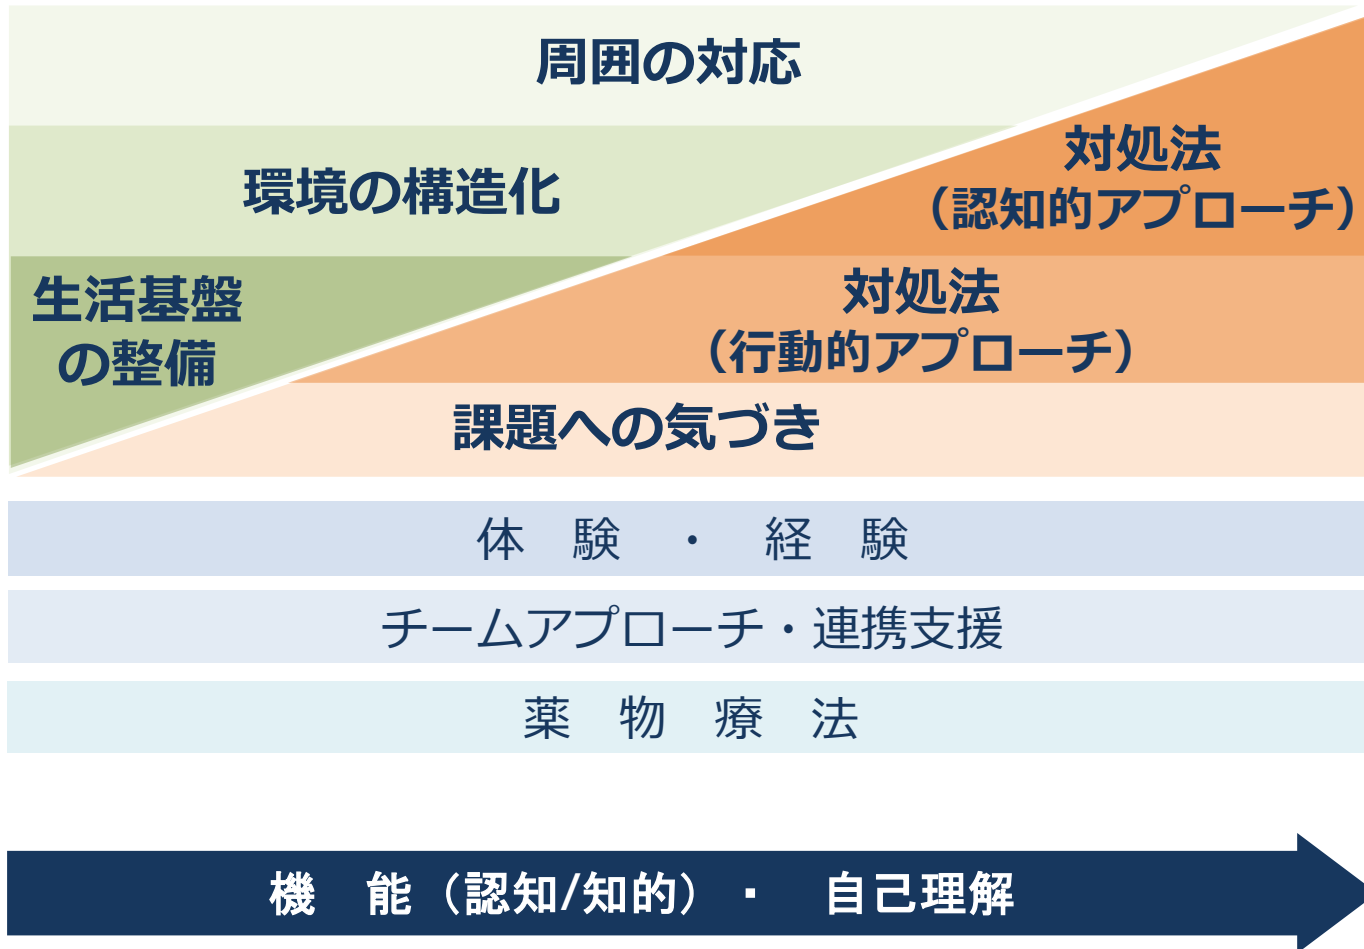 周囲の対応
環境の構造化
対処法
（認知的アプローチ）
生活基盤
の整備
対処法
（行動的アプローチ）
課題への気づき
体　験　・　経　験
チームアプローチ・連携支援
薬　物　療　法
機　能（認知/知的）・　自己理解